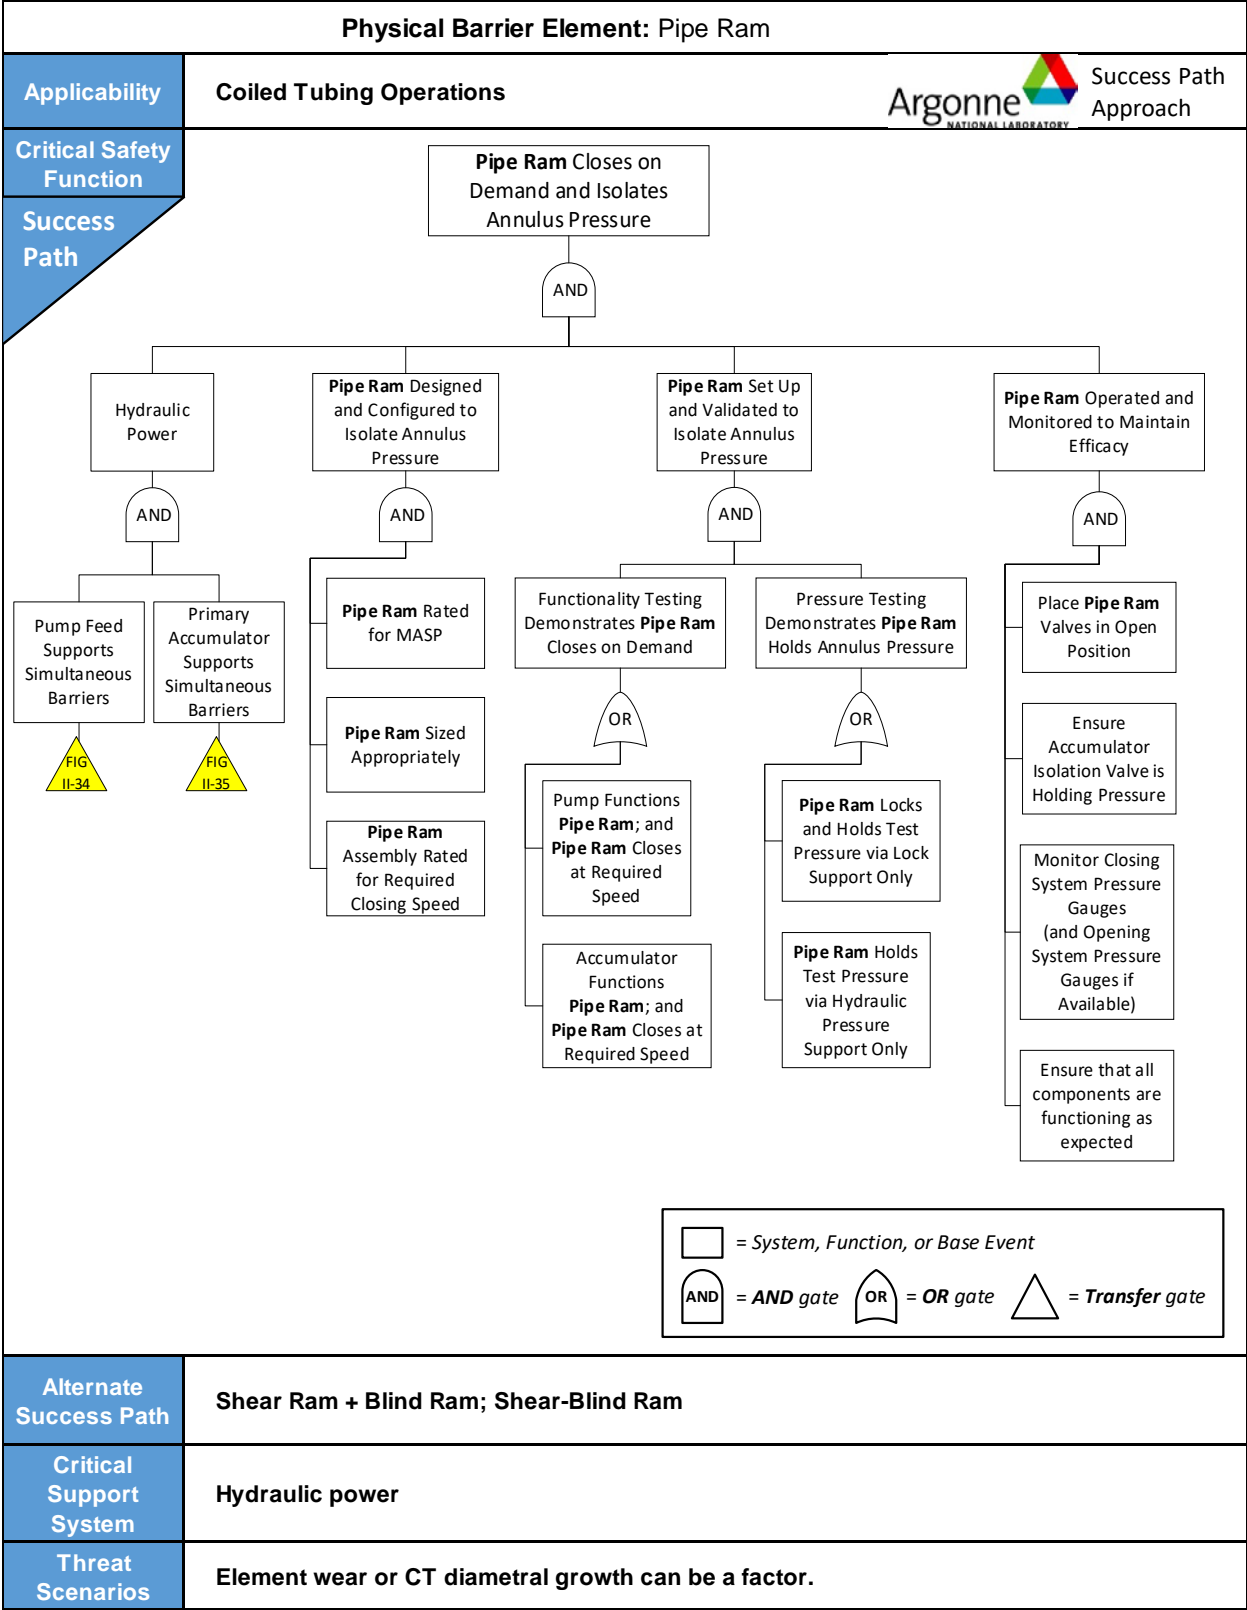 Physical Barrier Element: Pipe Ram
Applicability
Coiled Tubing Operations
Argonne
NATIONAL LABORATORY
Success Path
Approach
Critical Safety
Function
Success
Path
Pipe Ram Closes on
Demand and Isolates
Annulus Pressure
AND
Hydraulic
Power
Pipe Ram Designed
and Configured to
Isolate Annulus
Pressure
Pipe Ram Set Up
and Validated to
Isolate Annulus
Pressure
Pipe Ram Operated and
Monitored to Maintain
Efficacy
AND
AND
AND
AND
Pump Feed
Supports
Simultaneous
Barriers
Primary
Accumulator
Supports
Simultaneous
Barriers
FIG
II-34
FIG
II-35
Pipe Ram Rated
for MASP
Pipe Ram Sized
Appropriately
Pipe Ram
Assembly Rated
for Required
Closing Speed
Functionality Testing
Demonstrates Pipe Ram
Closes on Demand
Pressure Testing
Demonstrates Pipe Ram
Holds Annulus Pressure
OR
OR
Pump Functions
Pipe Ram; and
Pipe Ram Closes
at Required
Speed
Accumulator
Functions
Pipe Ram; and
Pipe Ram Closes at
Required Speed
Pipe Ram Locks
and Holds Test
Pressure via Lock
Support Only
Pipe Ram Holds
Test Pressure
via Hydraulic
Pressure
Support Only
Place Pipe Ram
Valves in Open
Position
Ensure
Accumulator
Isolation Valve is
Holding Pressure
Monitor Closing
System Pressure
Gauges
(and Opening
System Pressure
Gauges if
Available)
Ensure that all
components are
functioning as
expected
= System, Function, or Base Event
AND
= AND gate
OR
= OR gate
= Transfer gate
Alternate
Success Path
Shear Ram + Blind Ram; Shear-Blind Ram
Critical
Support
System
Hydraulic power
Threat
Scenarios
Element wear or CT diametral growth can be a factor.